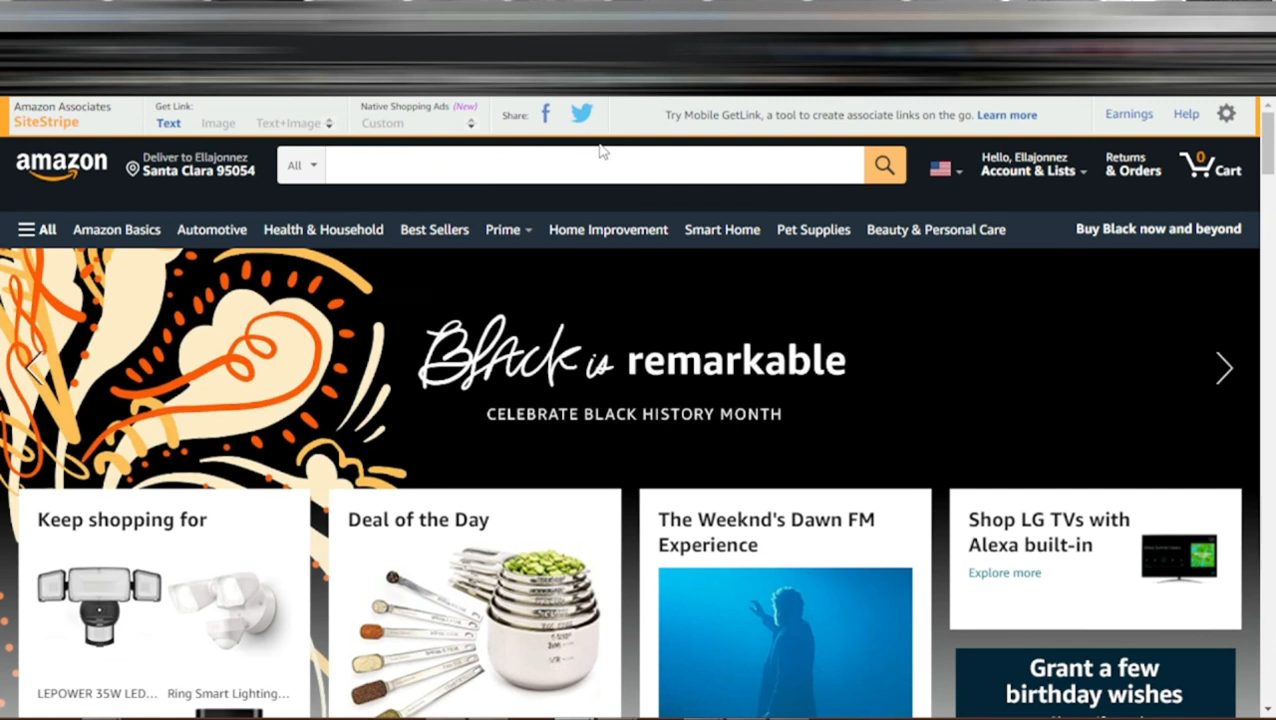 Amazon Associates
SiteStripe
Get Link:
Text Image Text+Image
Native Shopping Ads (New)
Custom
Share:
Try Mobile GetLink, a tool to create associate links on the go. Learn more
Earnings Help
amazon
Deliver to Ellajonnez
Santa Clara 95054
All
Hello, Ellajonnez
Account & Lists
Returns
& Orders
0
Cart
All Amazon Basics Automotive Health & Household Best Sellers Prime Home Improvement Smart Home Pet Supplies Beauty & Personal Care Buy Black now and beyond
Black is remarkable
CELEBRATE BLACK HISTORY MONTH
Keep shopping for
LEPOWER 35W LED... Ring Smart Lighting...
Deal of the Day
The Weeknd's Dawn FM
Experience
Shop LG TVs with
Alexa built-in
Explore more
Grant a few
birthday wishes